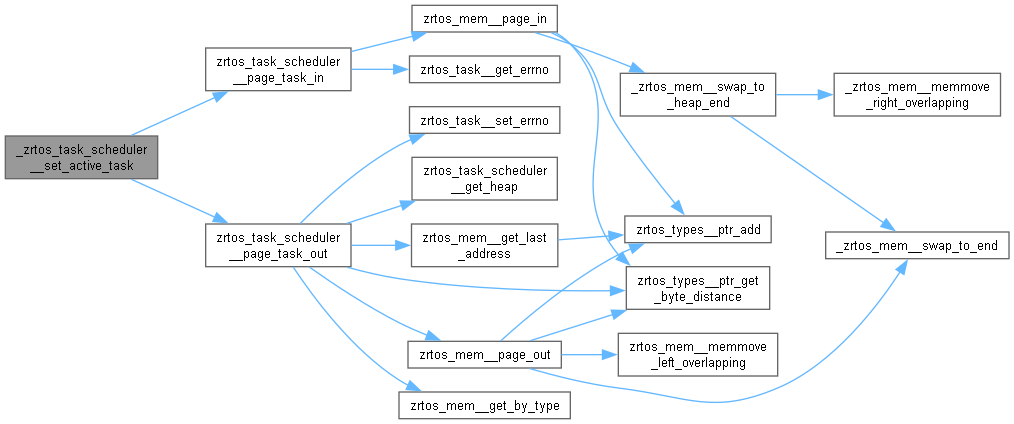 zrtos_mem__page_in
zrtos_task_scheduler
__page_task_in
zrtos_task__get_errno
_zrtos_mem__swap_to
_heap_end
_zrtos_mem__memmove
_right_overlapping
zrtos_task__set_errno
_zrtos_task_scheduler
__set_active_task
zrtos_task_scheduler
__get_heap
zrtos_task_scheduler
__page_task_out
zrtos_mem__get_last
_address
zrtos_types__ptr_add
_zrtos_mem__swap_to_end
zrtos_types__ptr_get
_byte_distance
zrtos_mem__page_out
zrtos_mem__memmove
_left_overlapping
zrtos_mem__get_by_type